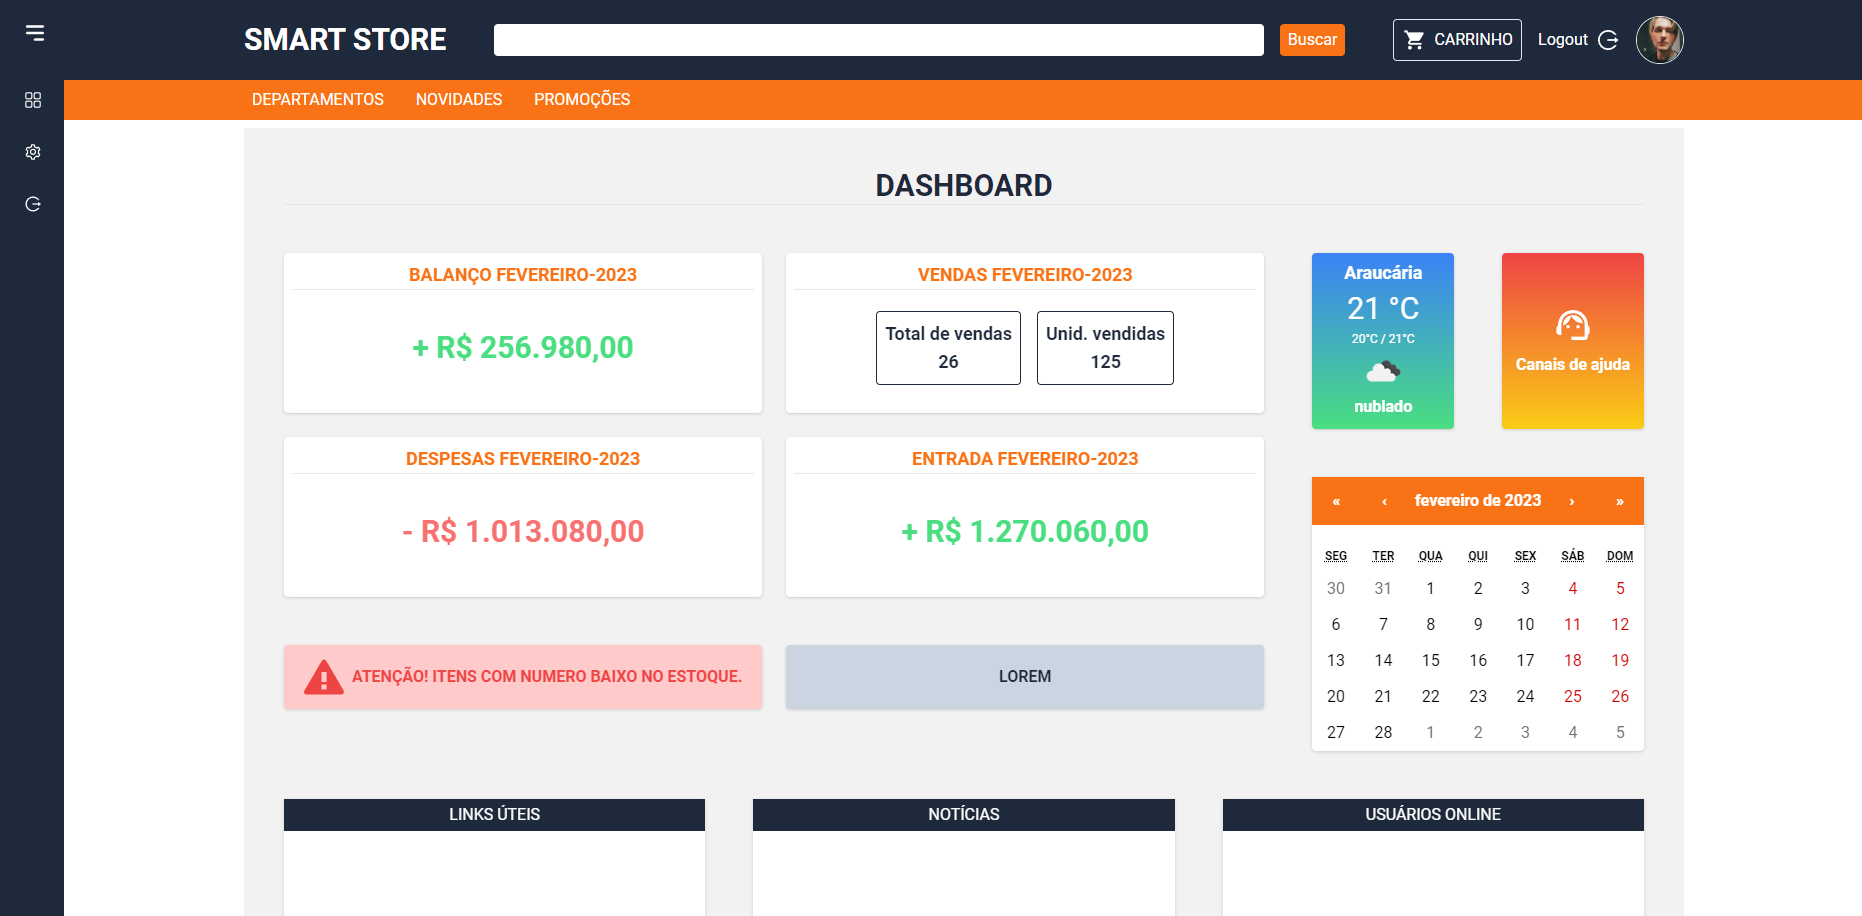 SMART STORE
Buscar
CARRINHO
Logout
DEPARTAMENTOS NOVIDADES PROMOÇÕES
DASHBOARD
BALANÇO FEVEREIRO-2023
+ R$ 256.980,00
VENDAS FEVEREIRO-2023
Total de vendas
26
Unid. vendidas
125
Araucária
21 °C
20°C / 21°C
nublado
Canais de ajuda
DESPESAS FEVEREIRO-2023
- R$ 1.013.080,00
ENTRADA FEVEREIRO-2023
+ R$ 1.270.060,00
« ‹ fevereiro de 2023 › »
SEG TER QUA QUI SEX SÁB DOM
30 31 1 2 3 4 5
6 7 8 9 10 11 12
13 14 15 16 17 18 19
20 21 22 23 24 25 26
27 28 1 2 3 4 5
ATENÇÃO! ITENS COM NUMERO BAIXO NO ESTOQUE.
LOREM
LINKS ÚTEIS
NOTÍCIAS
USUÁRIOS ONLINE